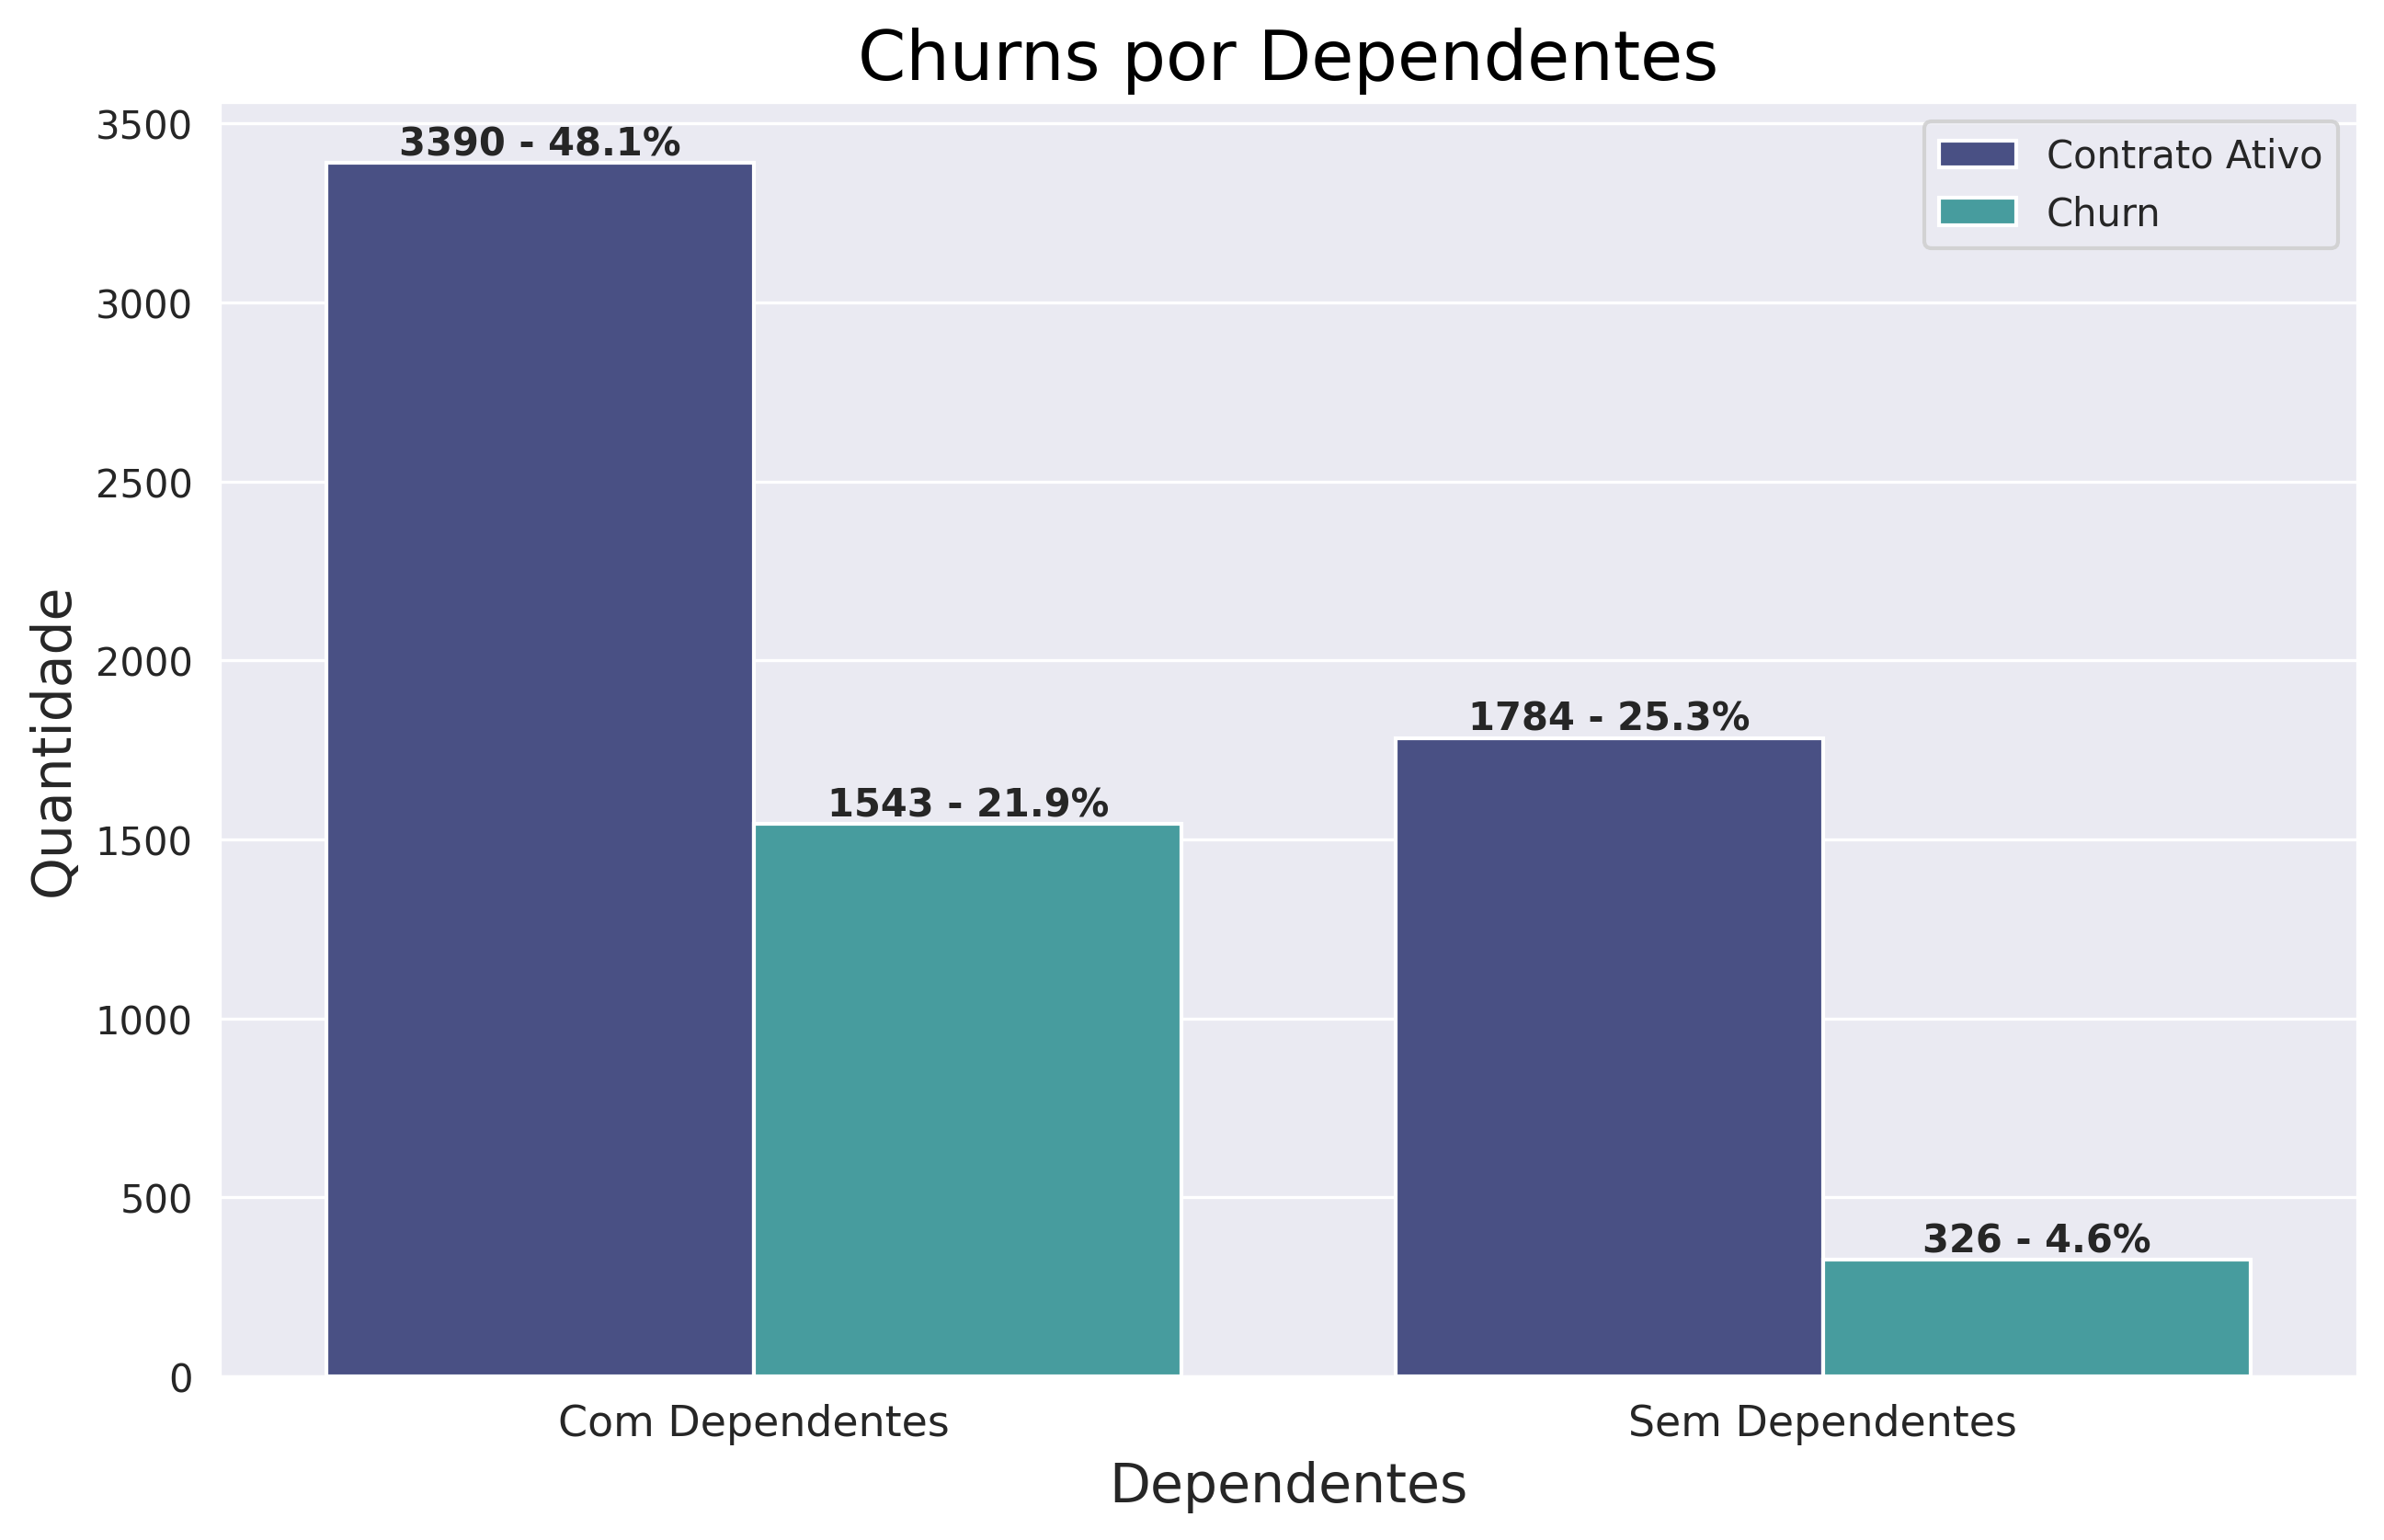 Churns por Dependentes
3500
3000
2500
2000
1500
1000
500
0
Quantidade
3390 - 48.1%
1543 - 21.9%
1784 - 25.3%
326 - 4.6%
Contrato Ativo
Churn
Com Dependentes
Sem Dependentes
Dependentes